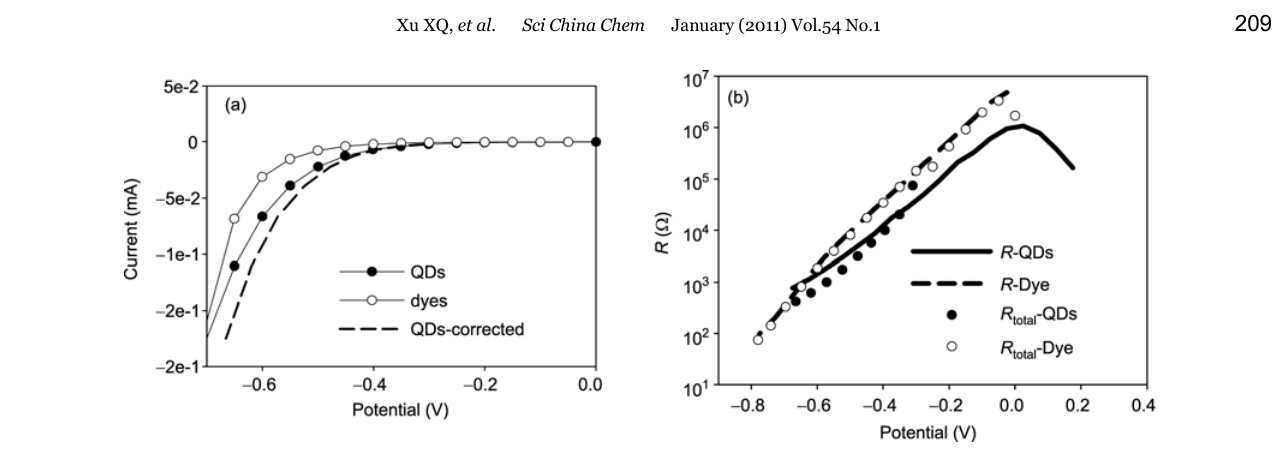 Xu XQ, et al. Sci China Chem January (2011) Vol.54 No.1 209
(a)
5e-2
0
−5e-2
−1e-1
−2e-1
−2e-1
Current (mA)
QDs
dyes
QDs-corrected
−0.6 −0.4 −0.2 0.0
Potential (V)
(b)
10⁷
10⁶
10⁵
10⁴
10³
10²
10¹
R (Ω)
R-QDs
R-Dye
Rtotal-QDs
Rtotal-Dye
−0.8 −0.6 −0.4 −0.2 0.0 0.2 0.4
Potential (V)